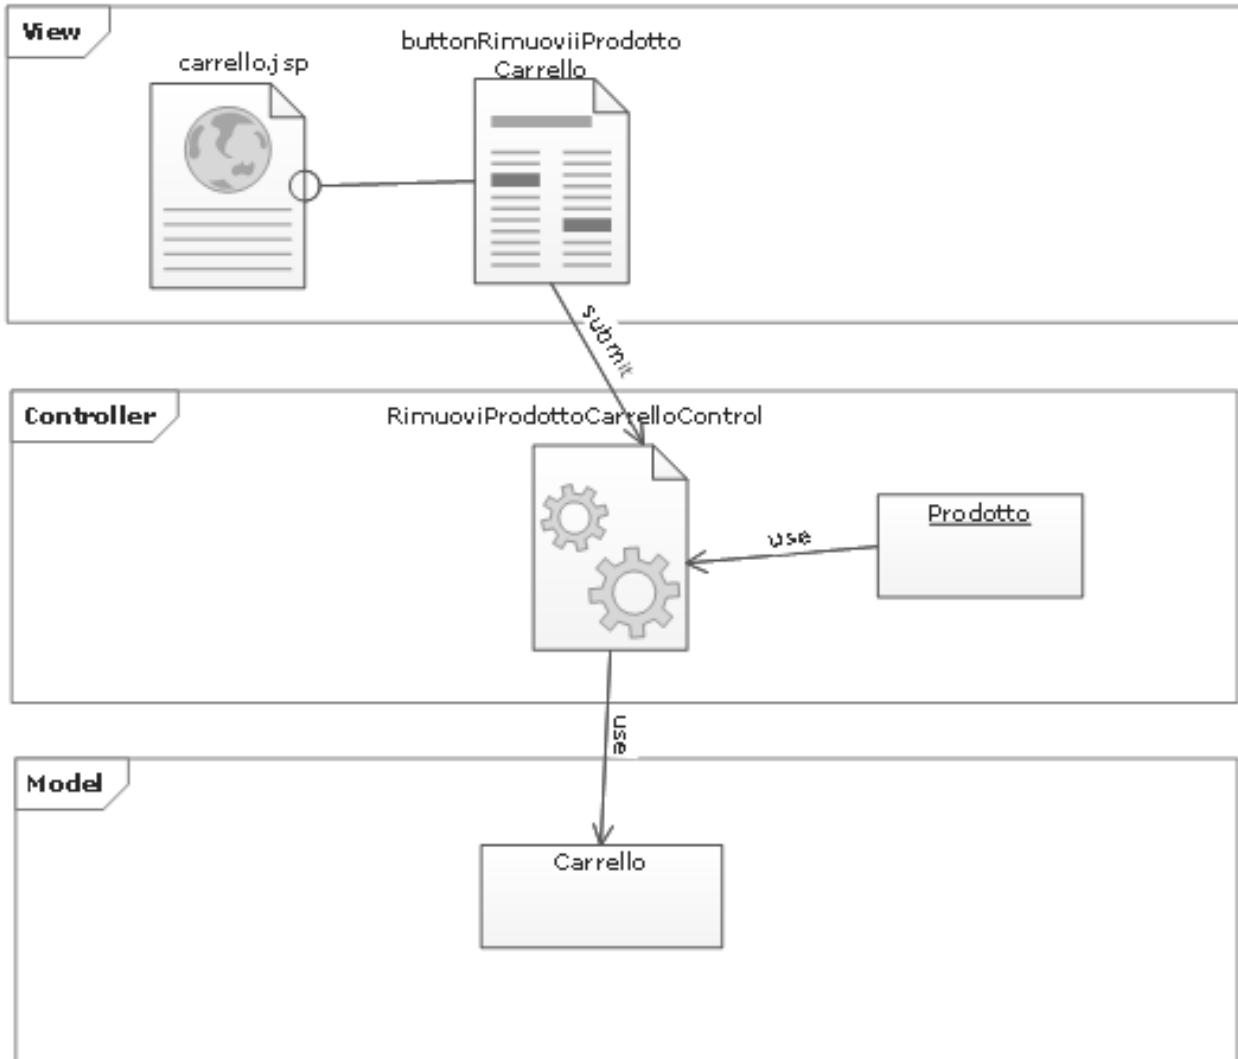 View
carrello.jsp
buttonRimuoviiProdotto
Carrello
submit
Controller
RimuoviProdottoCarrelloControl
use
Prodotto
use
Model
Carrello